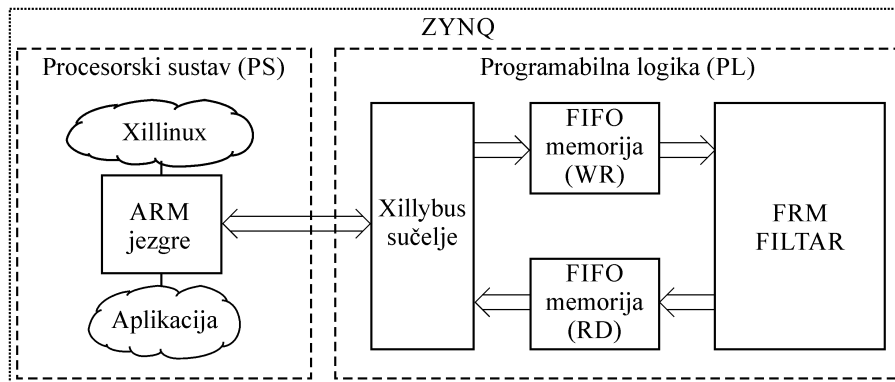 ZYNQ
Procesorski sustav (PS)
Xillinux
ARM
jezgre
Aplikacija
Programabilna logika (PL)
Xillybus
sučelje
FIFO
memorija
(WR)
FIFO
memorija
(RD)
FRM
FILTAR